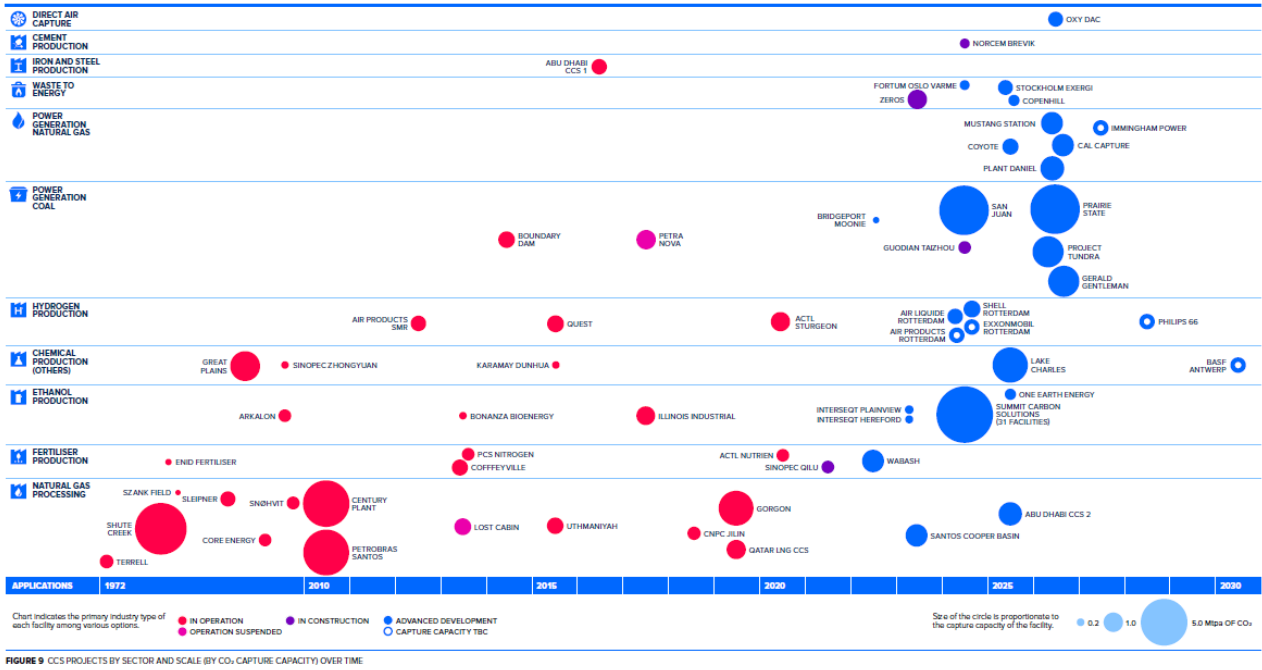 DIRECT AIR
CAPTURE
OXY DAC
CEMENT
PRODUCTION
NORCEM BREVIK
IRON AND STEEL
PRODUCTION
ABU DHABI
CCS 1
WASTE TO
ENERGY
FORTUM OSLO VARME
STOCKHOLM EXERGI
ZEROS
COPENHILL
POWER
GENERATION
NATURAL GAS
MUSTANG STATION
IMMINGHAM POWER
COYOTE
CAL CAPTURE
PLANT DANIEL
POWER
GENERATION
COAL
BRIDGEPORT
MOONIE
SAN
JUAN
PRAIRIE
STATE
BOUNDARY
DAM
PETRA
NOVA
GUODIAN TAIZHOU
PROJECT
TUNDRA
GERALD
GENTLEMAN
HYDROGEN
PRODUCTION
AIR PRODUCTS
SMR
QUEST
ACTL
STURGEON
AIR LIQUIDE
ROTTERDAM
SHELL
ROTTERDAM
AIR PRODUCTS
ROTTERDAM
EXXONMOBIL
ROTTERDAM
PHILIPS 66
CHEMICAL
PRODUCTION
(OTHERS)
GREAT
PLAINS
SINOPEC ZHONGYUAN
KARAMAY DUNHUA
LAKE
CHARLES
BASF
ANTWERP
ETHANOL
PRODUCTION
ARKALON
BONANZA BIOENERGY
ILLINOIS INDUSTRIAL
INTERSEQT PLAINVIEW
INTERSEQT HEREFORD
ONE EARTH ENERGY
SUMMIT CARBON
SOLUTIONS
(31 FACILITIES)
FERTILISER
PRODUCTION
ENID FERTILISER
PCS NITROGEN
COFFFEYVILLE
ACTL NUTRIEN
SINOPEC QILU
WABASH
NATURAL GAS
PROCESSING
SZANK FIELD
SLEIPNER
SNØHVIT
CENTURY
PLANT
SHUTE
CREEK
CORE ENERGY
PETROBRAS
SANTOS
TERRELL
LOST CABIN
UTHMANIYAH
GORGON
CNPC JILIN
QATAR LNG CCS
ABU DHABI CCS 2
SANTOS COOPER BASIN
APPLICATIONS 1972 2010 2015 2020 2025 2030
Chart indicates the primary industry type of
each facility among various options.
IN OPERATION
IN CONSTRUCTION
ADVANCED DEVELOPMENT
OPERATION SUSPENDED
CAPTURE CAPACITY TBC
Size of the circle is proportionate to
the capture capacity of the facility.
0.2 1.0 5.0 Mtpa OF CO₂
FIGURE 9 CCS PROJECTS BY SECTOR AND SCALE (BY CO₂ CAPTURE CAPACITY) OVER TIME